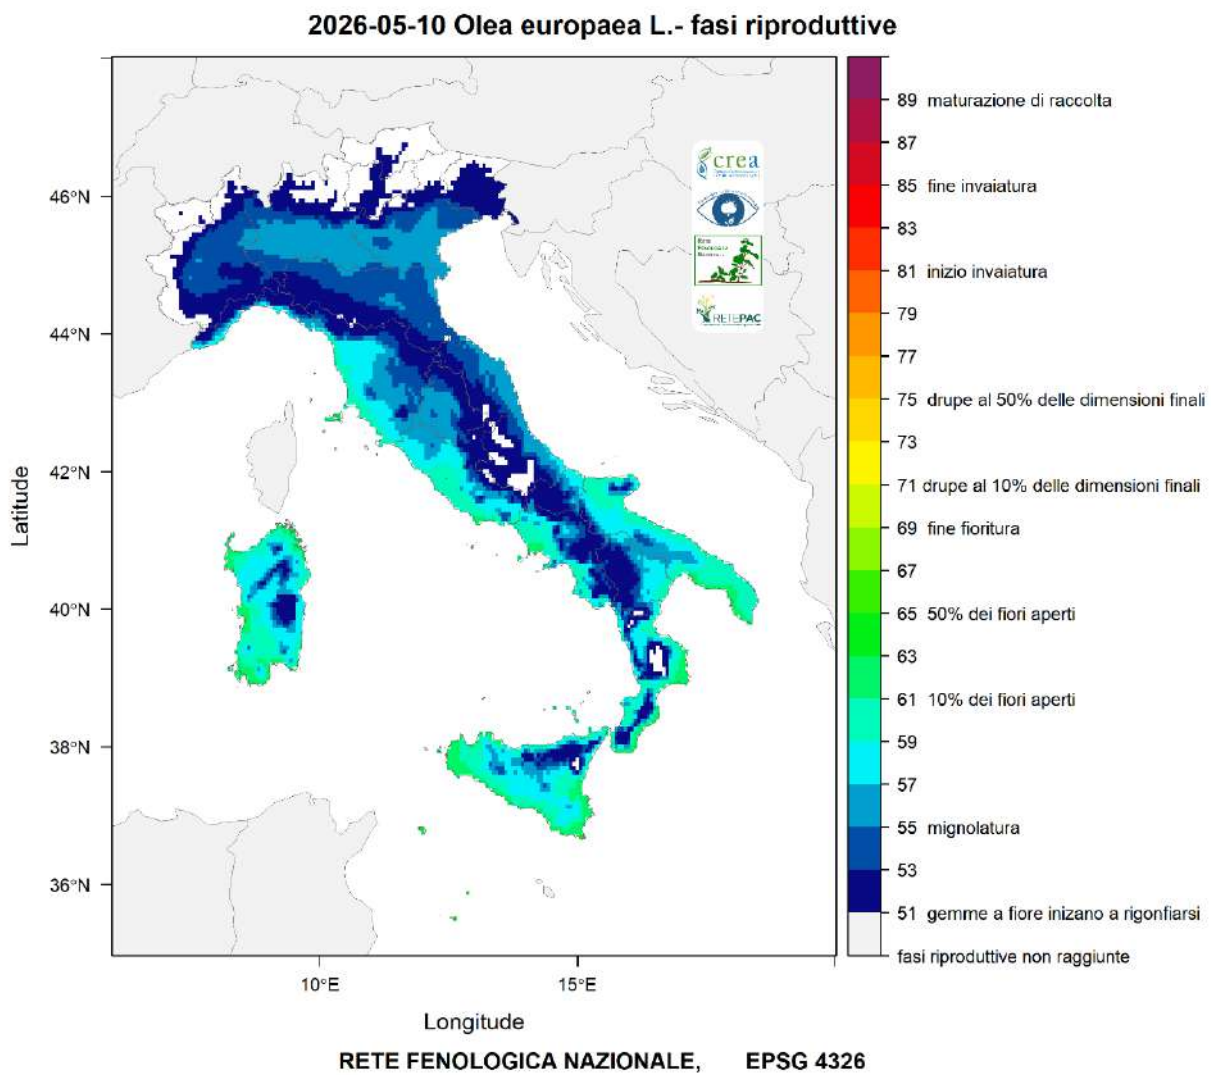 2026-05-10 Olea europaea L.- fasi riproduttive
89 maturazione di raccolta
87
85 fine invaiatura
83
81 inizio invaiatura
79
77
75 drupe al 50% delle dimensioni finali
73
71 drupe al 10% delle dimensioni finali
69 fine fioritura
67
65 50% dei fiori aperti
63
61 10% dei fiori aperti
59
57
55 mignolatura
53
51 gemme a fiore inizano a rigonfiarsi
fasi riproduttive non raggiunte
crea
RETEPAC
46°N
44°N
42°N
40°N
38°N
36°N
Latitude
10°E
15°E
Longitude
RETE FENOLOGICA NAZIONALE, EPSG 4326